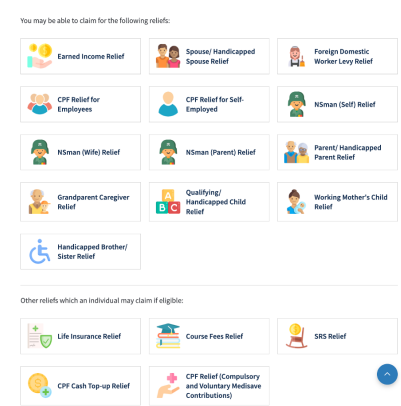 You may be able to claim for the following reliefs:
Earned Income Relief
Spouse/ Handicapped
Spouse Relief
Foreign Domestic
Worker Levy Relief
CPF Relief for
Employees
CPF Relief for Self-
Employed
NSman (Self) Relief
NSman (Wife) Relief
NSman (Parent) Relief
Parent/ Handicapped
Parent Relief
Grandparent Caregiver
Relief
Qualifying/
Handicapped Child
Relief
A
B C
Working Mother's Child
Relief
Handicapped Brother/
Sister Relief
Other reliefs which an individual may claim if eligible:
Life Insurance Relief
Course Fees Relief
SRS Relief
CPF Cash Top-up Relief
CPF Relief (Compulsory
and Voluntary Medisave
Contributions)